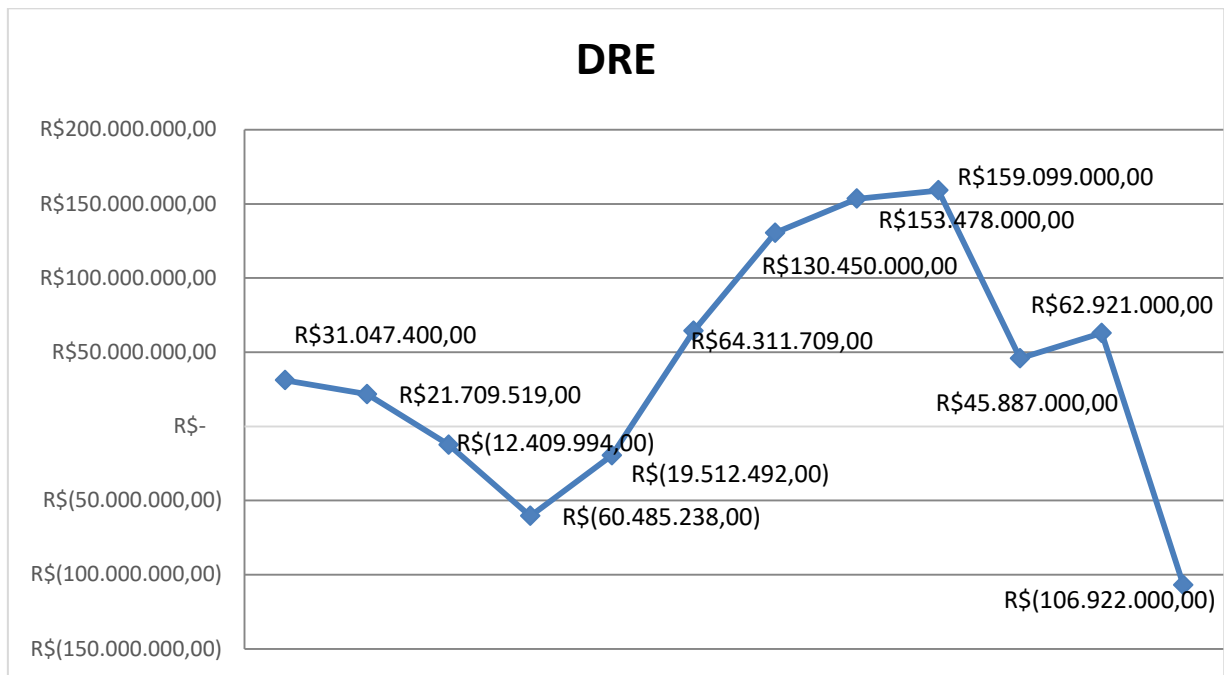 DRE
R$200.000.000,00
R$150.000.000,00
R$100.000.000,00
R$50.000.000,00
R$-
R$(50.000.000,00)
R$(100.000.000,00)
R$(150.000.000,00)
R$31.047.400,00
R$21.709.519,00
R$(12.409.994,00)
R$(60.485.238,00)
R$(19.512.492,00)
R$64.311.709,00
R$130.450.000,00
R$153.478.000,00
R$159.099.000,00
R$45.887.000,00
R$62.921.000,00
R$(106.922.000,00)